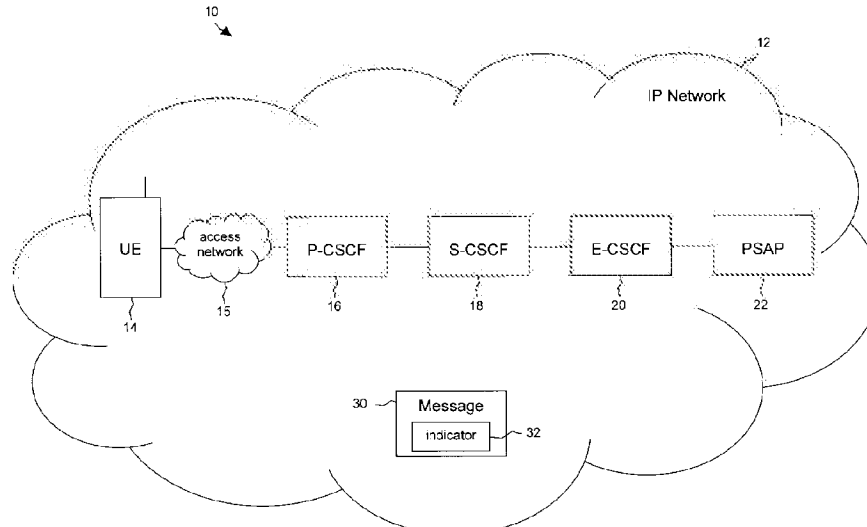 10
12
IP Network
UE
access
network
P-CSCF
S-CSCF
E-CSCF
PSAP
14
15
16
18
20
22
30
Message
indicator
32